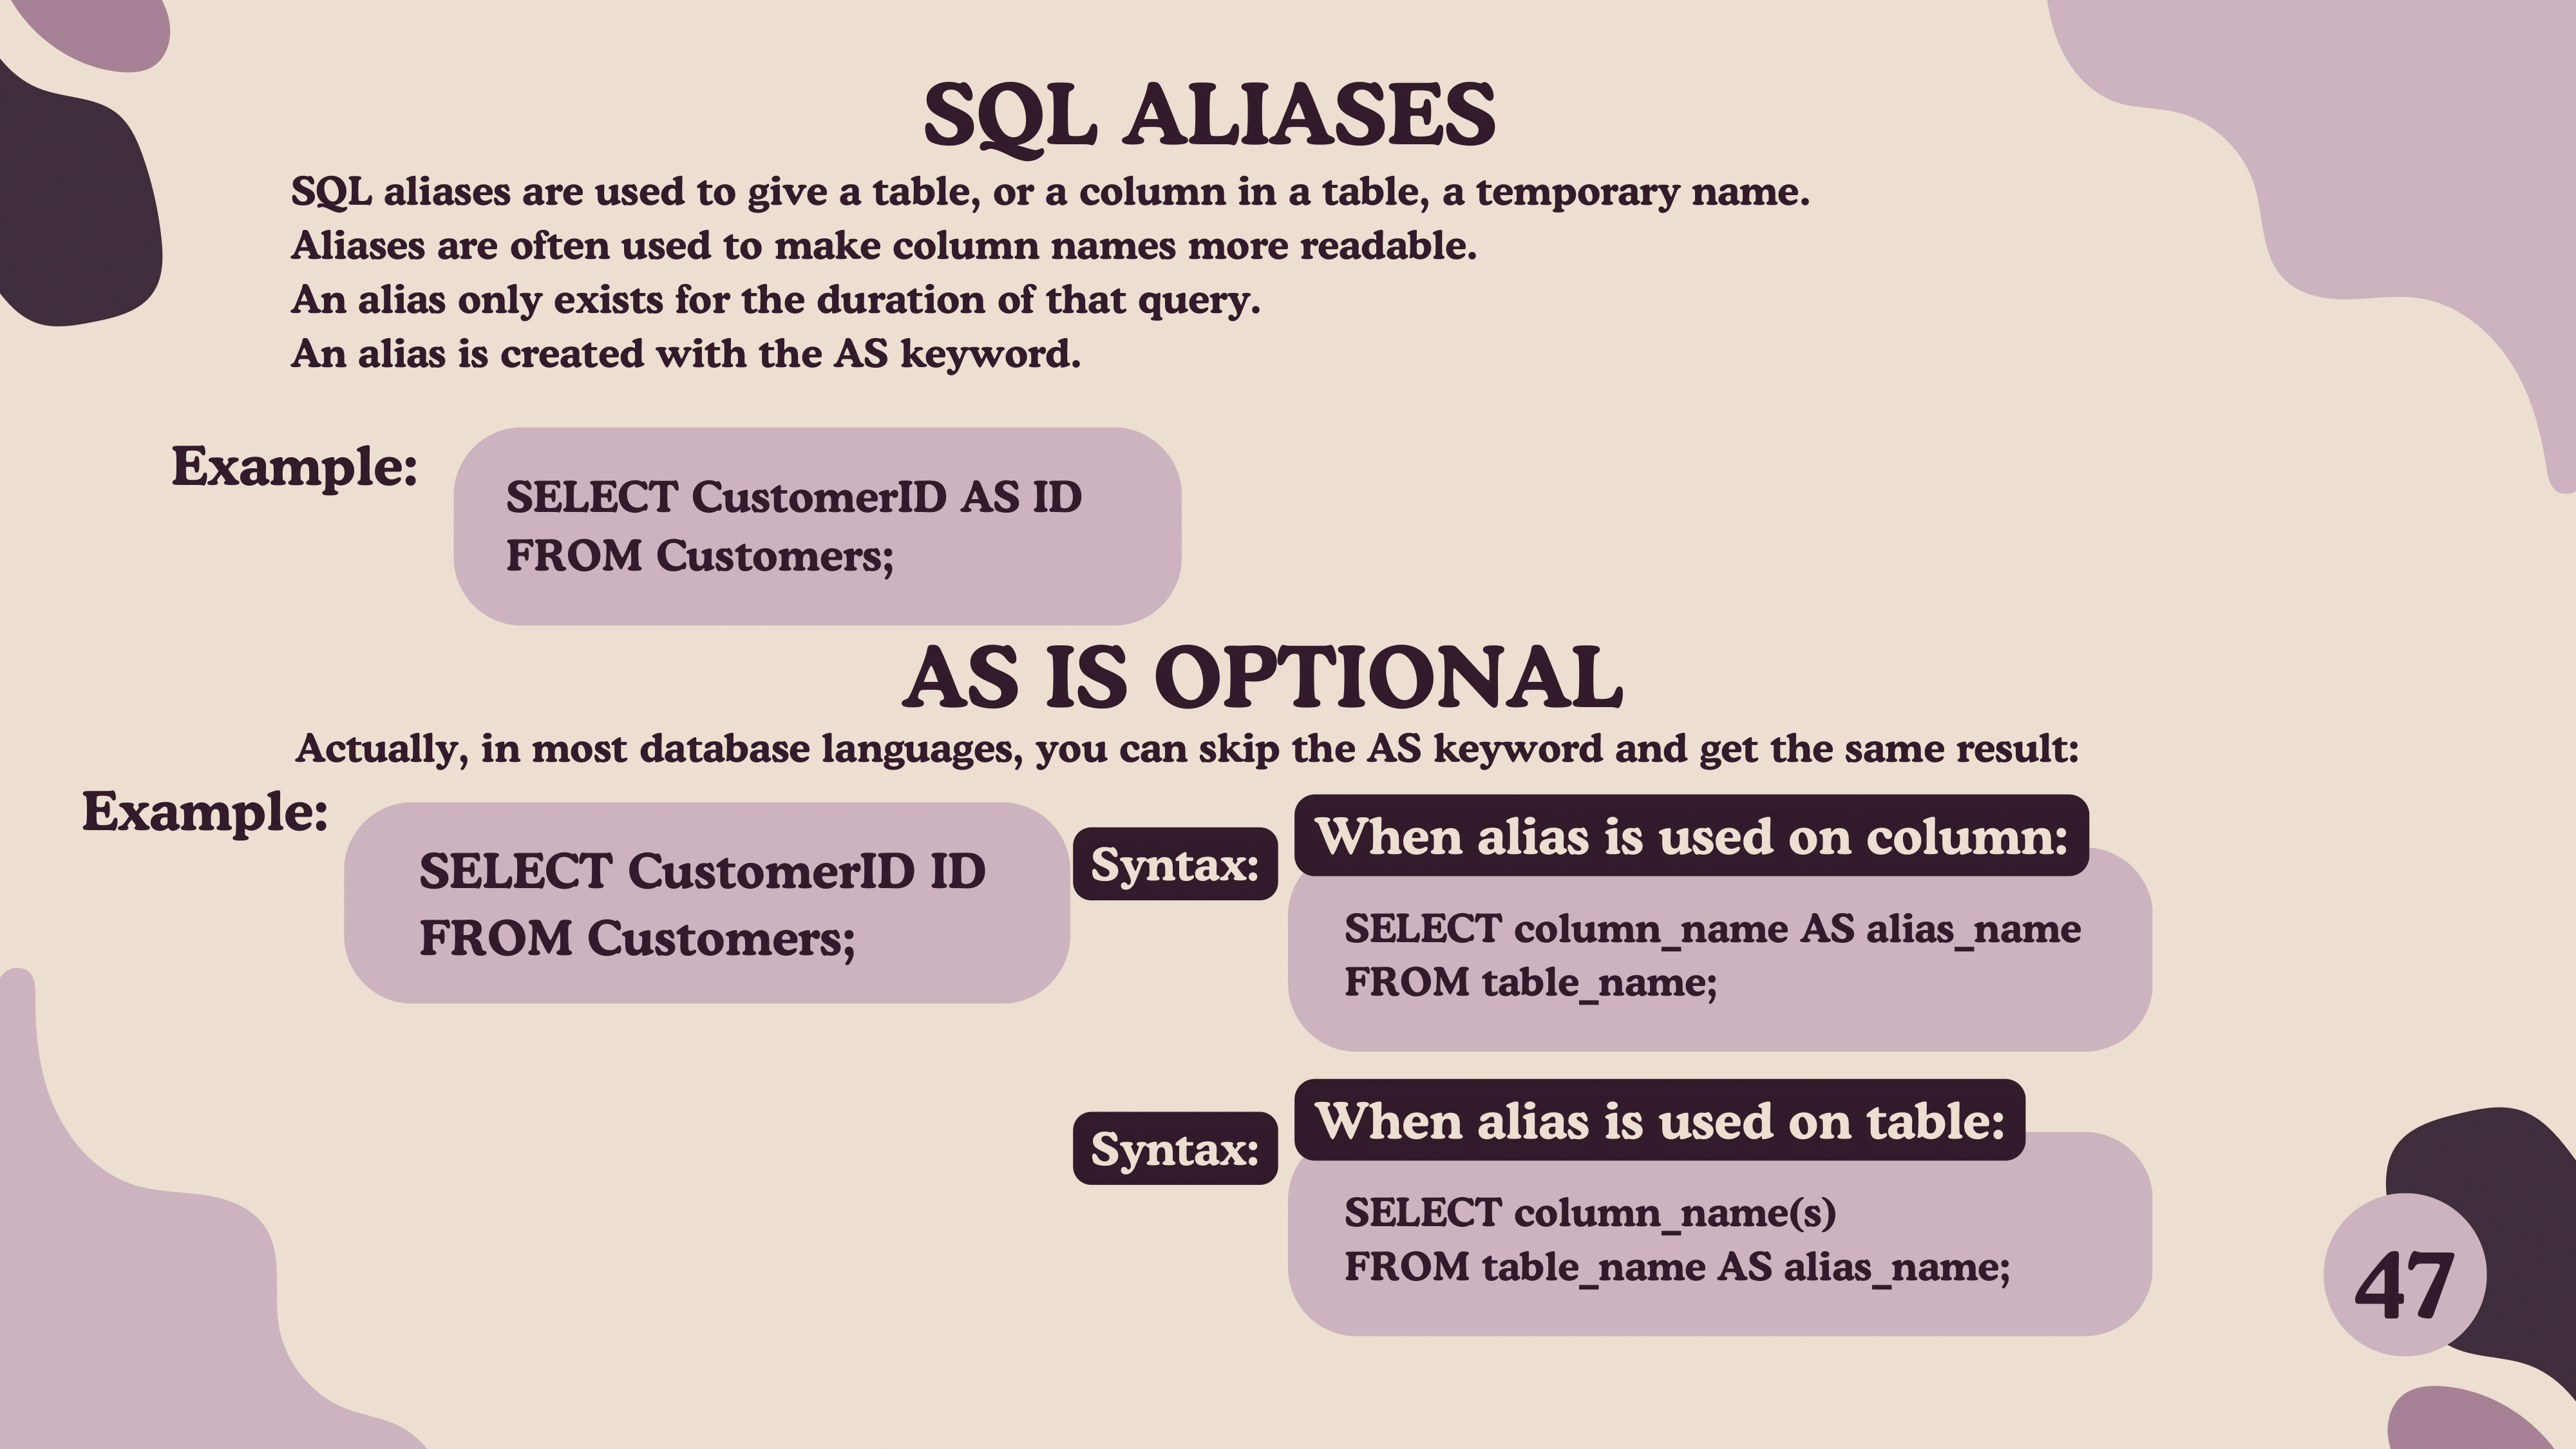 SQL ALIASES
SQL aliases are used to give a table, or a column in a table, a temporary name.
Aliases are often used to make column names more readable.
An alias only exists for the duration of that query.
An alias is created with the AS keyword.
Example:
SELECT CustomerID AS ID
FROM Customers;
AS IS OPTIONAL
Actually, in most database languages, you can skip the AS keyword and get the same result:
Example:
SELECT CustomerID ID
FROM Customers;
Syntax:
When alias is used on column:
SELECT column_name AS alias_name
FROM table_name;
Syntax:
When alias is used on table:
SELECT column_name(s)
FROM table_name AS alias_name;
47